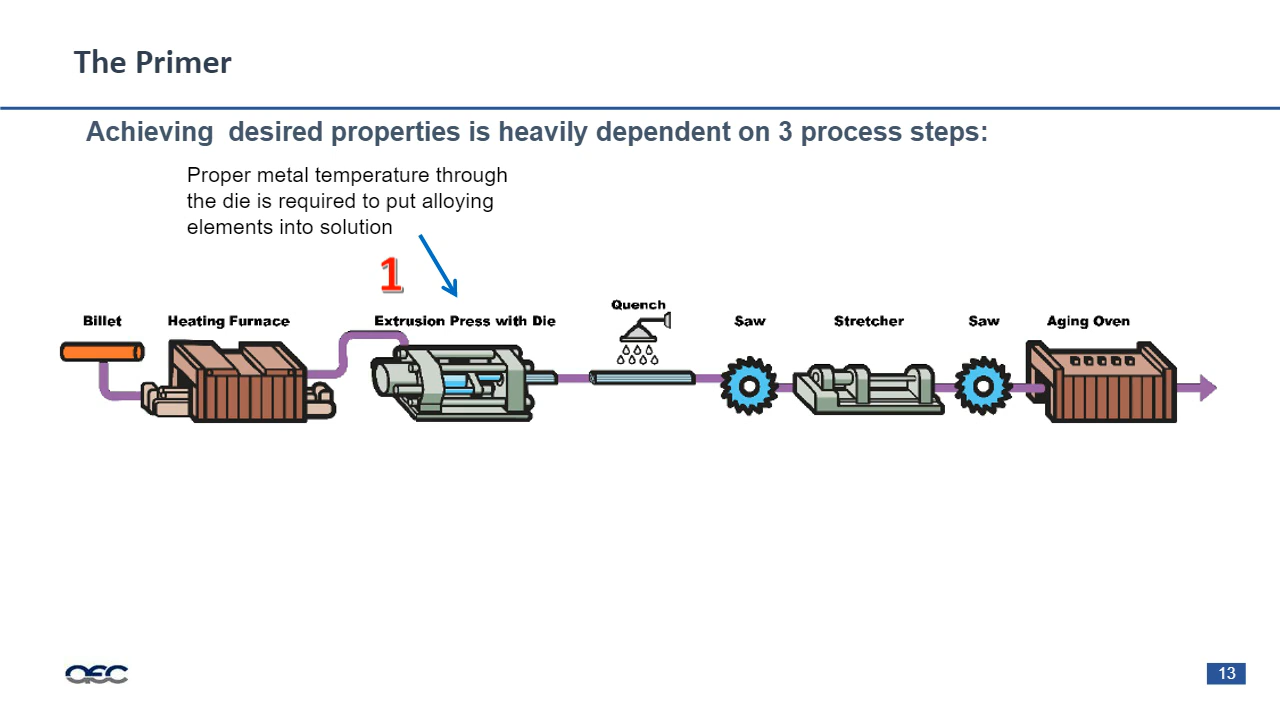 The Primer
Achieving  desired properties is heavily dependent on 3 process steps:
Proper metal temperature through
the die is required to put alloying
elements into solution
1
Quench
Billet
Heating Furnace
Extrusion Press with Die
Saw
Stretcher
Saw
Aging Oven
aec
13